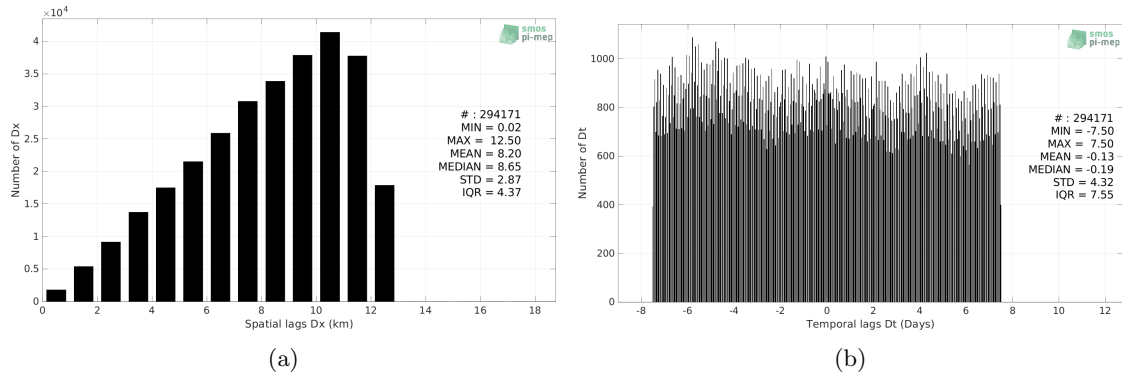 ×10⁴
4
3.5
3
2.5
2
1.5
1
0.5
0
Number of Dx
0 2 4 6 8 10 12 14 16 18
Spatial lags Dx (km)
smos
pi-mep
# : 294171
MIN = 0.02
MAX = 12.50
MEAN = 8.20
MEDIAN = 8.65
STD = 2.87
IQR = 4.37
(a)
1000
800
600
400
200
0
Number of Dt
-8 -6 -4 -2 0 2 4 6 8 10 12
Temporal lags Dt (Days)
smos
pi-mep
# : 294171
MIN = -7.50
MAX = 7.50
MEAN = -0.13
MEDIAN = -0.19
STD = 4.32
IQR = 7.55
(b)